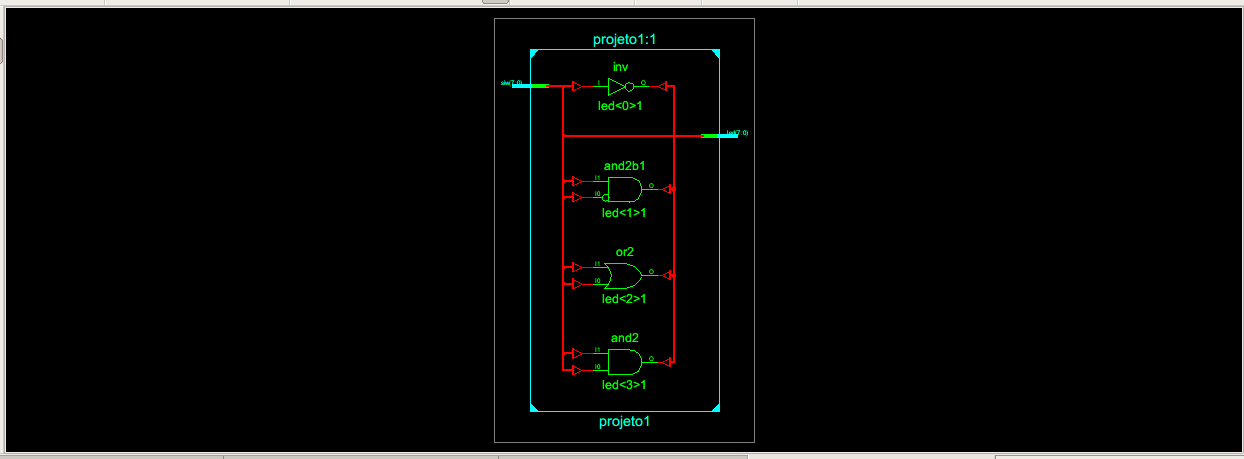 projeto1:1
inv
siw(7:0)
I
O
led<0>1
led(7:0)
and2b1
I1
I0
O
led<1>1
or2
I1
I0
O
led<2>1
and2
I1
I0
O
led<3>1
projeto1